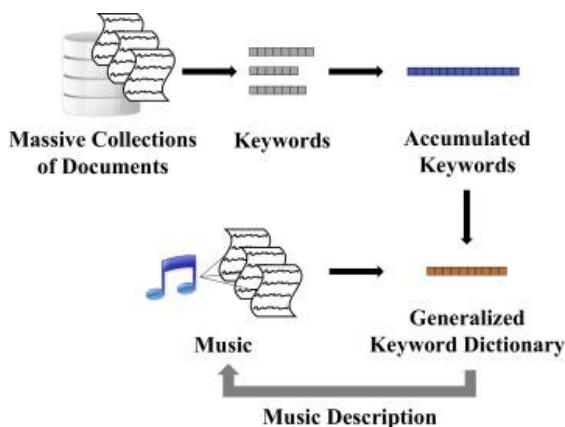 Massive Collections
of Documents
Keywords
Accumulated
Keywords
Music
Generalized
Keyword Dictionary
Music Description